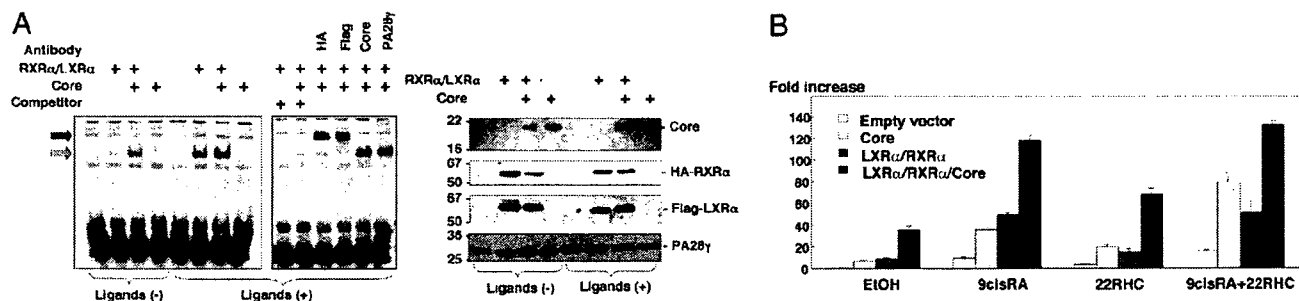 A
HA
Flag
Core
PA28γ
Antibody
RXRα/LXRα
Core
Competitor
Ligands (-)
Ligands (+)
RXRα/LXRα
Core
22
15
Core
67
50
HA-RXRα
67
50
Flag-LXRα
36
25
PA28γ
Ligands (-)
Ligands (+)
B
Fold increase
140
120
100
80
60
40
20
0
Empty vector
Core
LXRα/RXRα
LXRα/RXRα/Core
EtOH
9cisRA
22RHC
9cisRA+22RHC